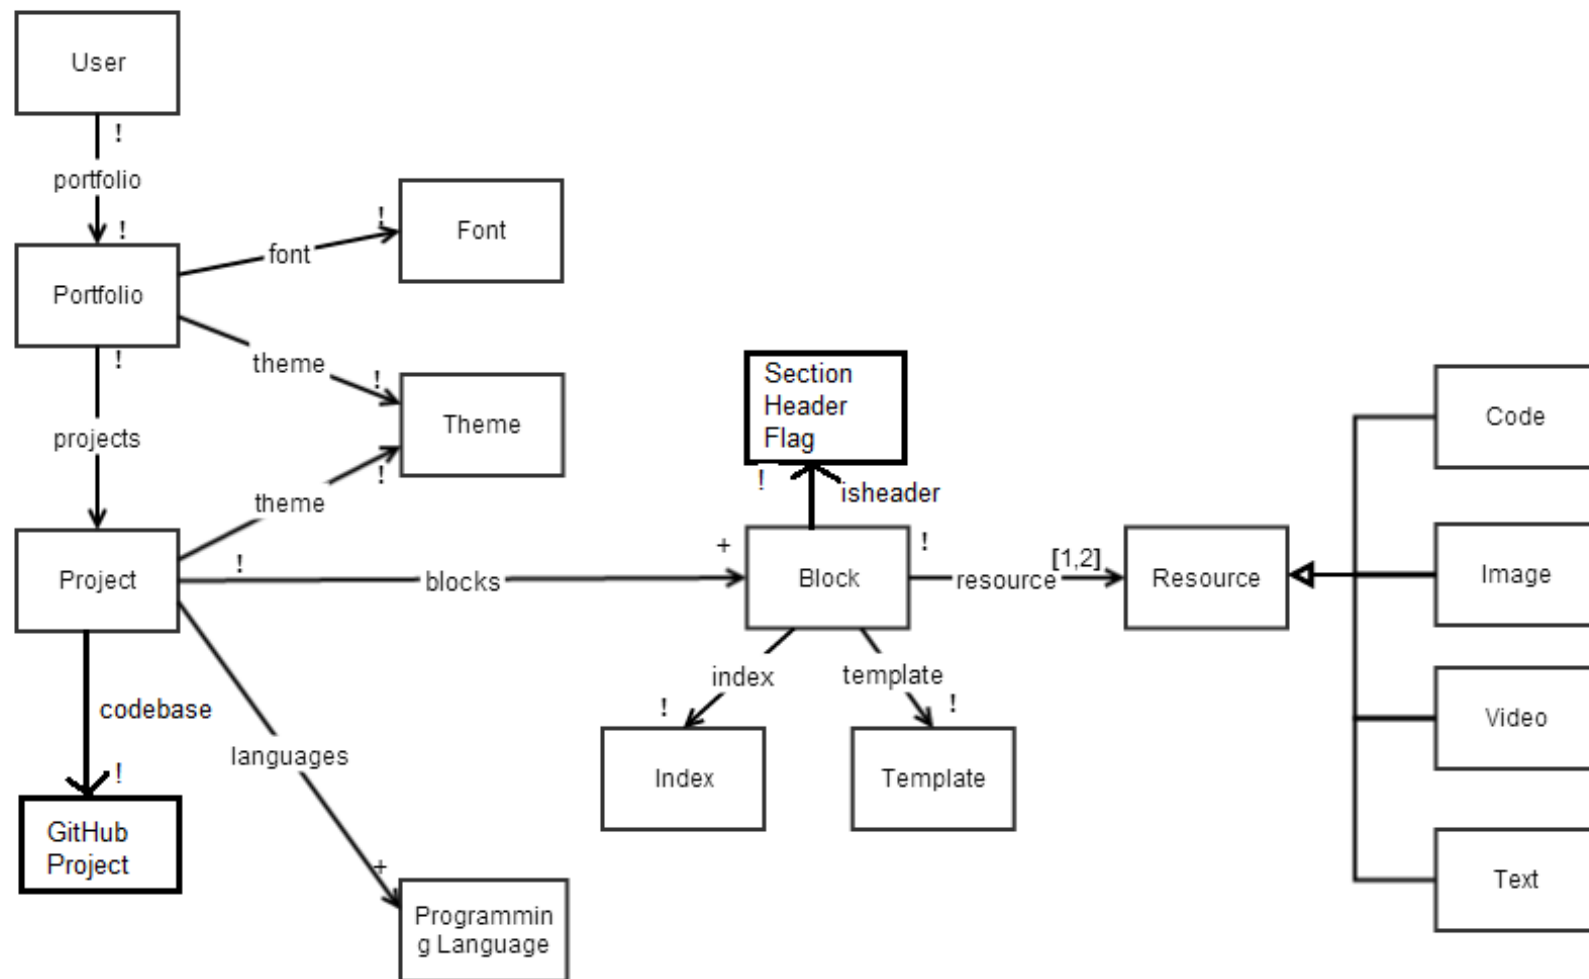 User
!
portfolio
!
Font
!
font
Portfolio
!
theme
!
Theme
!
theme
projects
Section
Header
Flag
!
isheader
Code
Project
!
blocks
+
Block
!
resource
[1,2]
Resource
Image
index
template
!
!
Index
Template
Video
codebase
!
languages
+
GitHub
Project
Programmin
g Language
Text